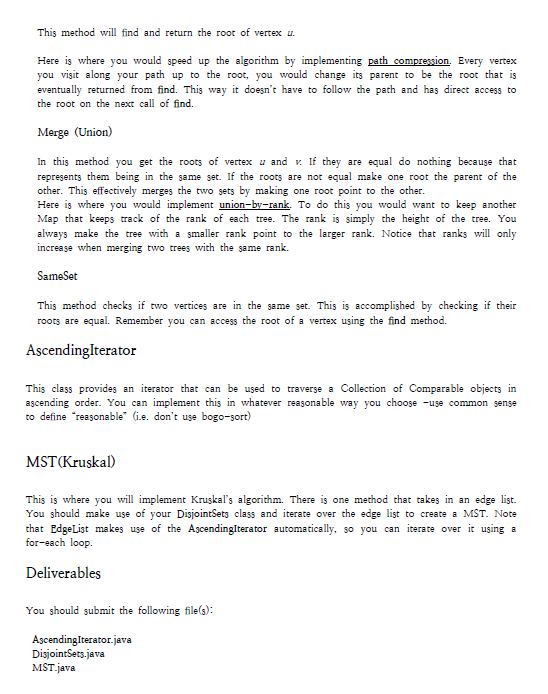 This method will find and return the root of vertex u.
Here is where you would speed up the algorithm by implementing path compression. Every vertex
you visit along your path up to the root, you would change its parent to be the root that is
eventually returned from find. This way it doesn't have to follow the path and has direct access to
the root on the next call of find.
Merge (Union)
In this method you get the roots of vertex u and v. If they are equal do nothing because that
represents them being in the same set. If the roots are not equal make one root the parent of the
other. This effectively merges the two sets by making one root point to the other.
Here is where you would implement union-by-rank. To do this you would want to keep another
Map that keeps track of the rank of each tree. The rank is simply the height of the tree. You
always make the tree with a smaller rank point to the larger rank. Notice that ranks will only
increase when merging two trees with the same rank.
SameSet
This method checks if two vertices are in the same set. This is accomplished by checking if their
roots are equal. Remember you can access the root of a vertex using the find method.
AscendingIterator
This class provides an iterator that can be used to traverse a Collection of Comparable objects in
ascending order. You can implement this in whatever reasonable way you choose -use common sense
to define "reasonable" (i.e. don't use bogo-sort)
MST(Kruskal)
This is where you will implement Kruskal's algorithm. There is one method that takes in an edge list.
You should make use of your DisjointSets class and iterate over the edge list to create a MST. Note
that EdgeList makes use of the AscendingIterator automatically, so you can iterate over it using a
for-each loop.
Deliverables
You should submit the following file(s):
AscendingIterator.java
DisjointSets.java
MST.java